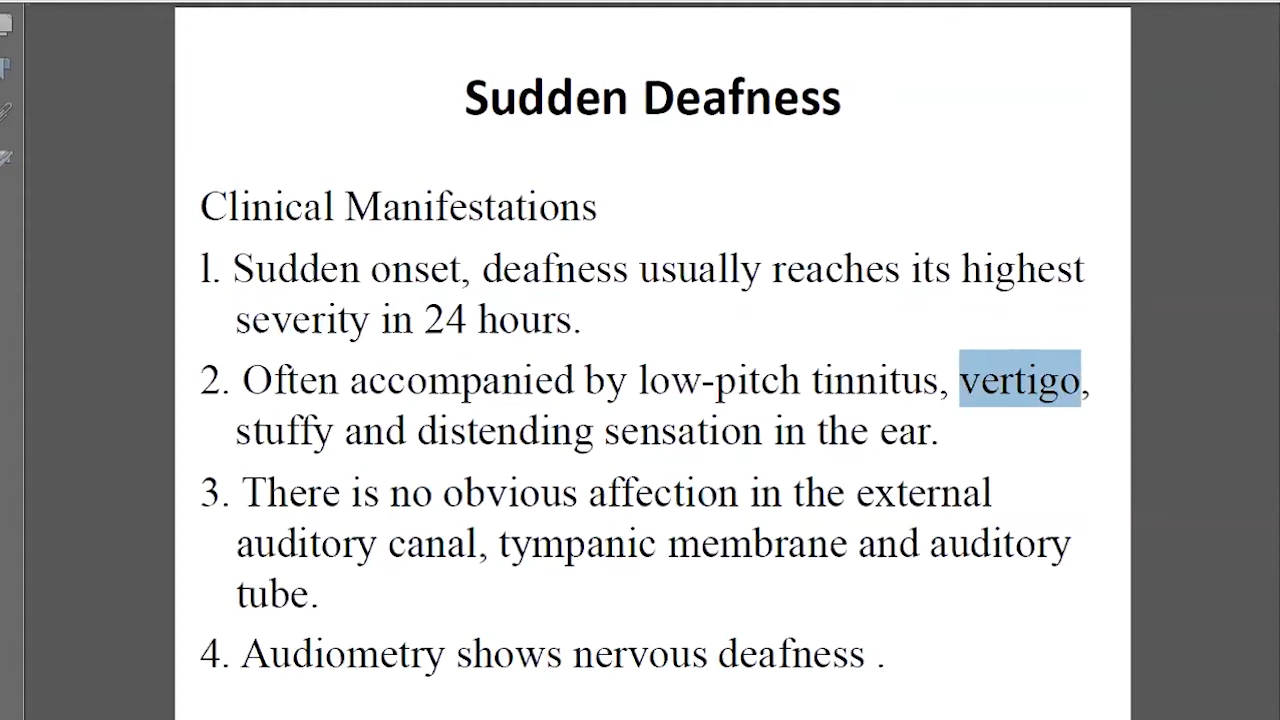 Sudden Deafness
Clinical Manifestations
l. Sudden onset, deafness usually reaches its highest
severity in 24 hours.
2. Often accompanied by low-pitch tinnitus, vertigo,
stuffy and distending sensation in the ear.
3. There is no obvious affection in the external
auditory canal, tympanic membrane and auditory
tube.
4. Audiometry shows nervous deafness .